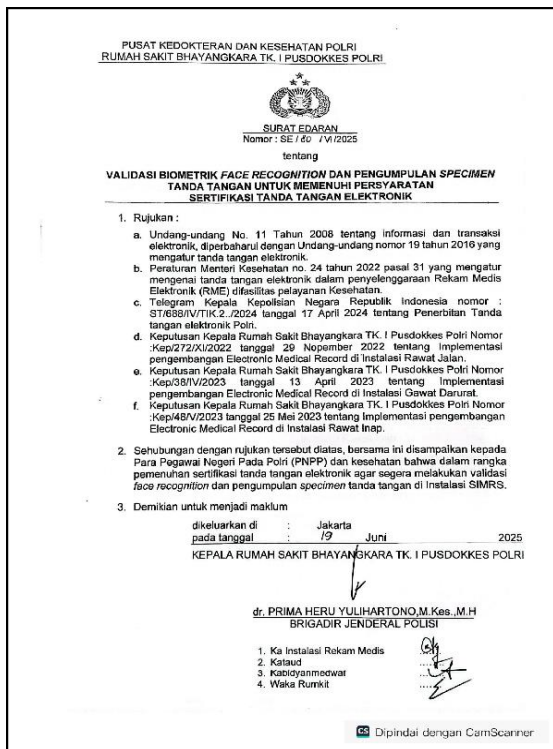 PUSAT KEDOKTERAN DAN KESEHATAN POLRI
RUMAH SAKIT BHAYANGKARA TK. I PUSDOKKES POLRI
SURAT EDARAN
Nomor : SE / 80 / VI/2025
tentang
VALIDASI BIOMETRIK FACE RECOGNITION DAN PENGUMPULAN SPECIMEN
TANDA TANGAN UNTUK MEMENUHI PERSYARATAN
SERTIFIKASI TANDA TANGAN ELEKTRONIK
1. Rujukan :
a. Undang-undang No. 11 Tahun 2008 tentang informasi dan transaksi
elektronik, diperbaharui dengan Undang-undang nomor 19 tahun 2016 yang
mengatur tanda tangan elektronik.
b. Peraturan Menteri Kesehatan no. 24 tahun 2022 pasal 31 yang mengatur
mengenai tanda tangan elektronik dalam penyelenggaraan Rekam Medis
Elektronik (RME) difasilitas pelayanan Kesehatan.
c. Telegram Kepala Kepolisian Negara Republik Indonesia nomor :
ST/688/IV/TIK.2../2024 tanggal 17 April 2024 tentang Penerbitan Tanda
tangan elektronik Polri.
d. Keputusan Kepala Rumah Sakit Bhayangkara TK. I Pusdokkes Polri Nomor
:Kep/272/XI/2022 tanggal 29 Nopember 2022 tentang Implementasi
pengembangan Electronic Medical Record di Instalasi Rawat Jalan.
e. Keputusan Kepala Rumah Sakit Bhayangkara TK. I Pusdokkes Polri Nomor
:Kep/38/IV/2023 tanggal 13 April 2023 tentang Implementasi
pengembangan Electronic Medical Record di Instalasi Gawat Darurat.
f. Keputusan Kepala Rumah Sakit Bhayangkara TK. I Pusdokkes Polri Nomor
:Kep/48/V/2023 tanggal 25 Mei 2023 tentang Implementasi pengembangan
Electronic Medical Record di Instalasi Rawat Inap.
2. Sehubungan dengan rujukan tersebut diatas, bersama ini disampaikan kepada
Para Pegawai Negeri Pada Polri (PNPP) dan kesehatan bahwa dalam rangka
pemenuhan sertifikasi tanda tangan elektronik agar segera melakukan validasi
face recognition dan pengumpulan specimen tanda tangan di Instalasi SIMRS.
3. Demikian untuk menjadi maklum
dikeluarkan di : Jakarta
pada tanggal : 19 Juni 2025
KEPALA RUMAH SAKIT BHAYANGKARA TK. I PUSDOKKES POLRI
dr. PRIMA HERU YULIHARTONO,M.Kes.,M.H
BRIGADIR JENDERAL POLISI
1. Ka Instalasi Rekam Medis
2. Kataud
3. Kabidyanmedwat
4. Waka Rumkit
CS Dipindai dengan CamScanner